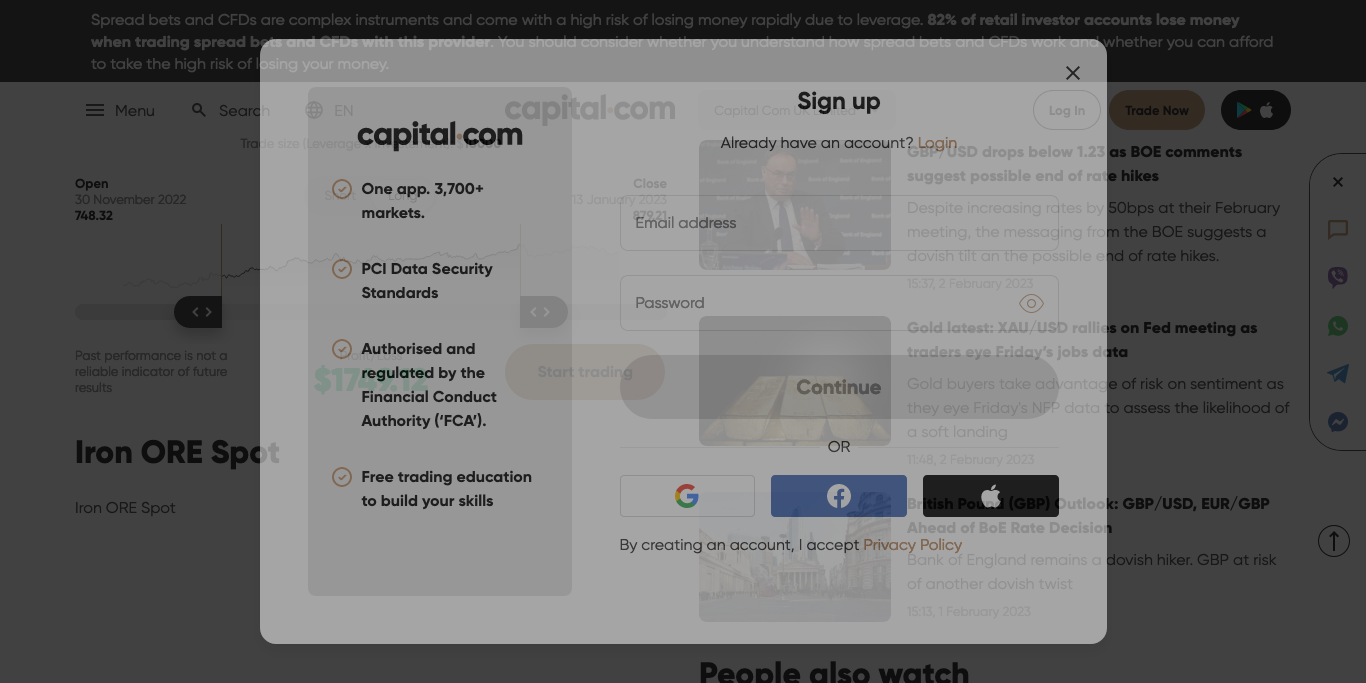 Spread bets and CFDs are complex instruments and come with a high risk of losing money rapidly due to leverage. 82% of retail investor accounts lose money
when trading spread bets and CFDs with this provider. You should consider whether you understand how spread bets and CFDs work and whether you can afford
to take the high risk of losing your money.
Menu
Search
EN
capital.com
Capital Com
Log In
Trade Now
Trade size (Leverage
Open
30 November 2022
748.32
Short
Long
Close
13 January 2023
879.21
Past performance is not a
reliable indicator of future
results
$1749.12
Start trading
Iron ORE Spot
Iron ORE Spot
capital.com
One app. 3,700+
markets.
PCI Data Security
Standards
Authorised and
regulated by the
Financial Conduct
Authority (‘FCA’).
Free trading education
to build your skills
Sign up
Already have an account? Login
Email address
Password
Continue
OR
By creating an account, I accept Privacy Policy
GBP/USD drops below 1.23 as BOE comments
suggest possible end of rate hikes
Despite increasing rates by 50bps at their February
meeting, the messaging from the BOE suggests a
dovish tilt an the possible end of rate hikes.
15:37, 2 February 2023
Gold latest: XAU/USD rallies on Fed meeting as
traders eye Friday’s jobs data
Gold buyers take advantage of risk on sentiment as
they eye Friday's NFP data to assess the likelihood of
a soft landing
11:48, 2 February 2023
British Pound (GBP) Outlook: GBP/USD, EUR/GBP
Ahead of BoE Rate Decision
Bank of England remains a dovish hiker. GBP at risk
of another dovish twist
15:13, 1 February 2023
People also watch